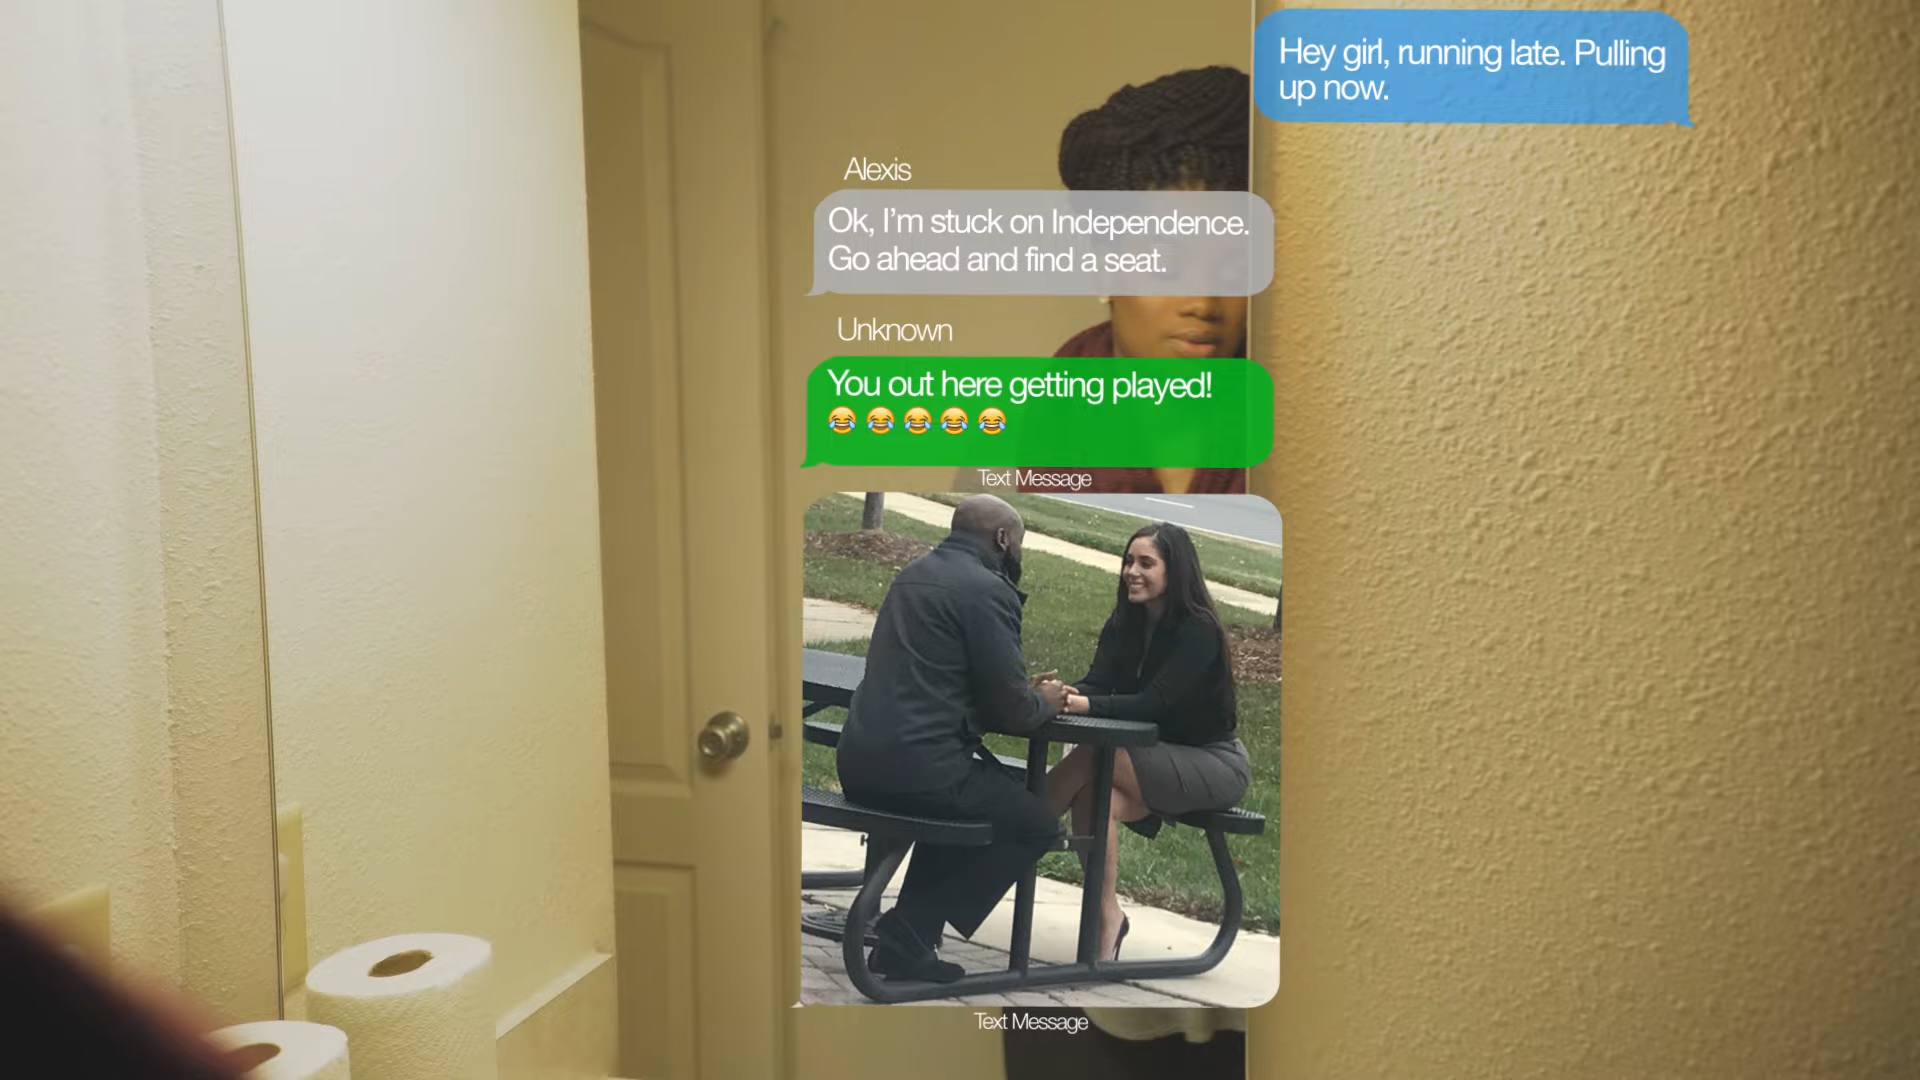 Hey girl, running late. Pulling
up now.
Alexis
Ok, I'm stuck on Independence.
Go ahead and find a seat.
Unknown
You out here getting played!
😂 😂 😂 😂 😂
Text Message
Text Message